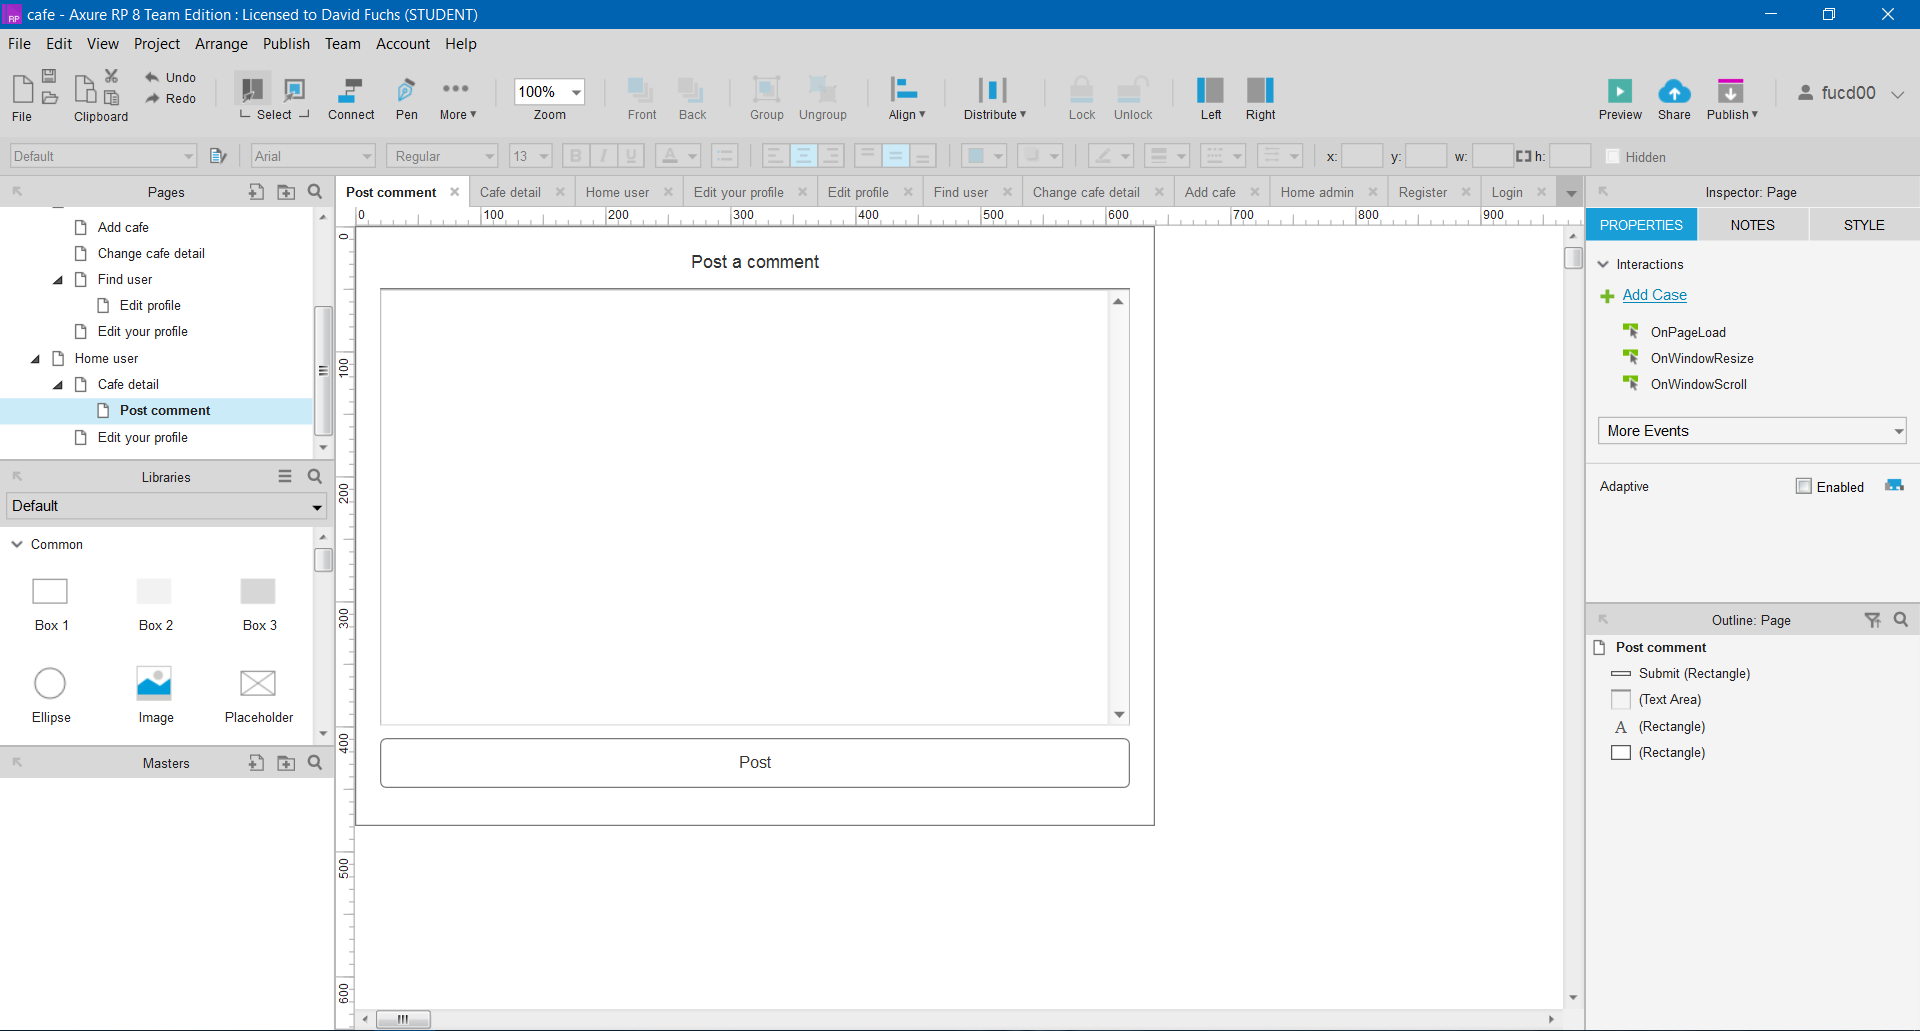 cafe - Axure RP 8 Team Edition : Licensed to David Fuchs (STUDENT)
File Edit View Project Arrange Publish Team Account Help
Undo
Redo
File Clipboard Select Connect Pen More 100% Zoom Front Back Group Ungroup Align Distribute Lock Unlock Left Right Preview Share Publish fucd00
Default Arial Regular 13 B I U A x: y: w: h: Hidden
Pages
Add cafe
Change cafe detail
Find user
Edit profile
Edit your profile
Home user
Cafe detail
Post comment
Edit your profile
Libraries
Default
Common
Box 1 Box 2 Box 3
Ellipse Image Placeholder
Masters
Post comment Cafe detail Home user Edit your profile Edit profile Find user Change cafe detail Add cafe Home admin Register Login
0 100 200 300 400 500 600 700 800 900
0
100
200
300
400
500
600
Post a comment
Post
Inspector: Page
PROPERTIES NOTES STYLE
Interactions
Add Case
OnPageLoad
OnWindowResize
OnWindowScroll
More Events
Adaptive Enabled
Outline: Page
Post comment
Submit (Rectangle)
(Text Area)
A (Rectangle)
(Rectangle)